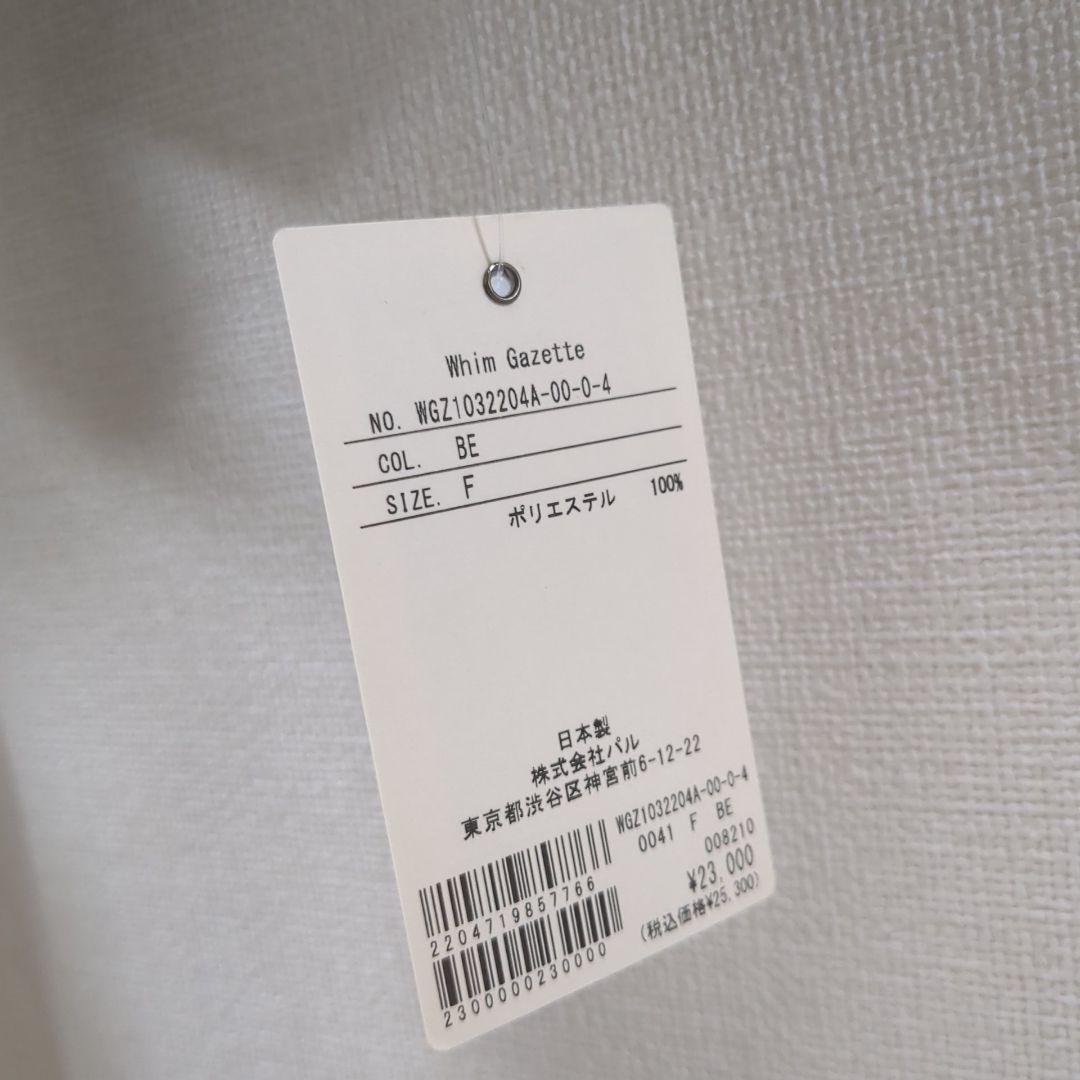 Whim Gazette
NO. WGZ1032204A-00-0-4
COL. BE
SIZE. F
ポリエステル 100%
日本製
株式会社パル
東京都渋谷区神宮前6-12-22
WGZ1032204A-00-0-4
0041 F BE
008210
¥23,000
(税込価格¥25,300)
2204719857766
2300000230000